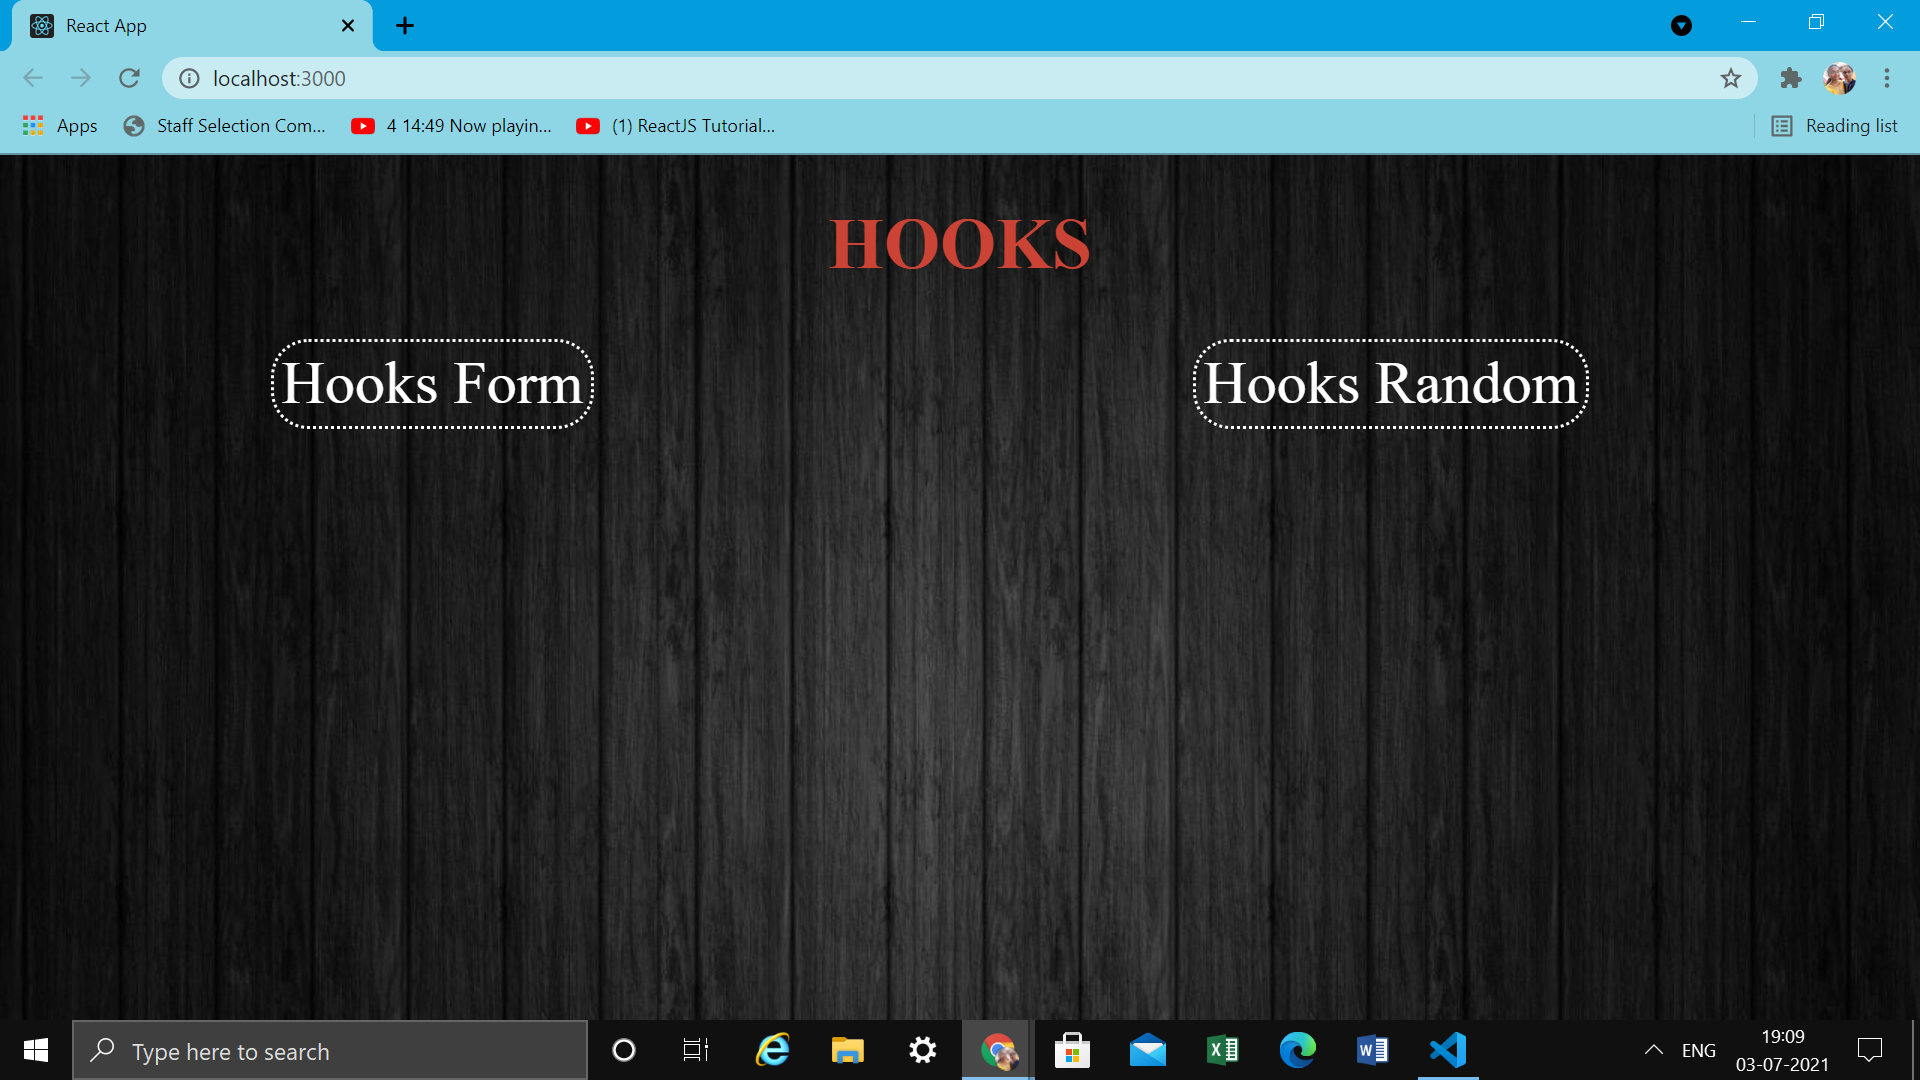 React App
localhost:3000
Apps
Staff Selection Com...
4 14:49 Now playin...
(1) ReactJS Tutorial...
Reading list
HOOKS
Hooks Form
Hooks Random
Type here to search
ENG
19:09
03-07-2021